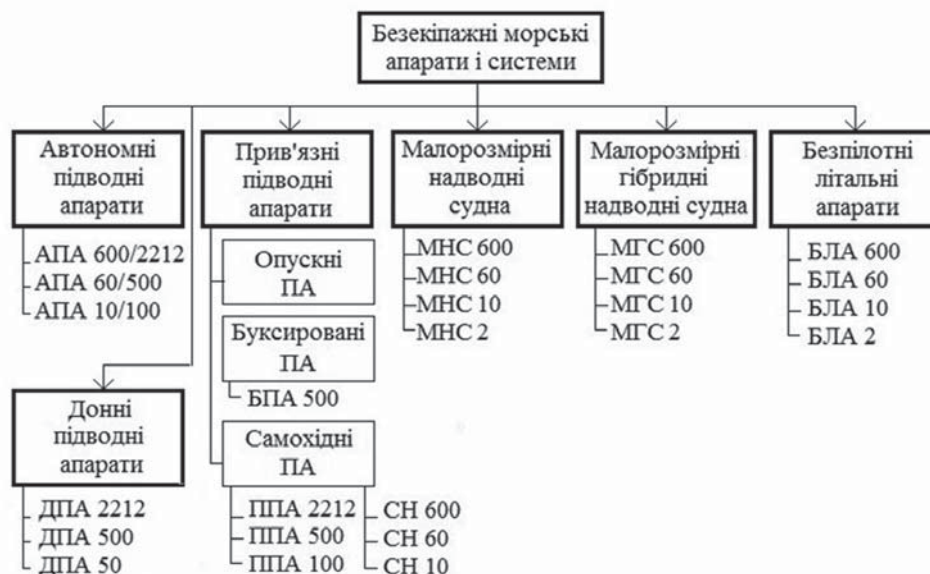 Безекіпажні морські
апарати і системи
Автономні
підводні
апарати
АПА 600/2212
АПА 60/500
АПА 10/100
Донні
підводні
апарати
ДПА 2212
ДПА 500
ДПА 50
Прив'язні
підводні
апарати
Опускні
ПА
Буксировані
ПА
БПА 500
Самохідні
ПА
ППА 2212
ППА 500
ППА 100
СН 600
СН 60
СН 10
Малорозмірні
надводні
судна
МНС 600
МНС 60
МНС 10
МНС 2
Малорозмірні
гібридні
надводні судна
МГС 600
МГС 60
МГС 10
МГС 2
Безпілотні
літальні
апарати
БЛА 600
БЛА 60
БЛА 10
БЛА 2